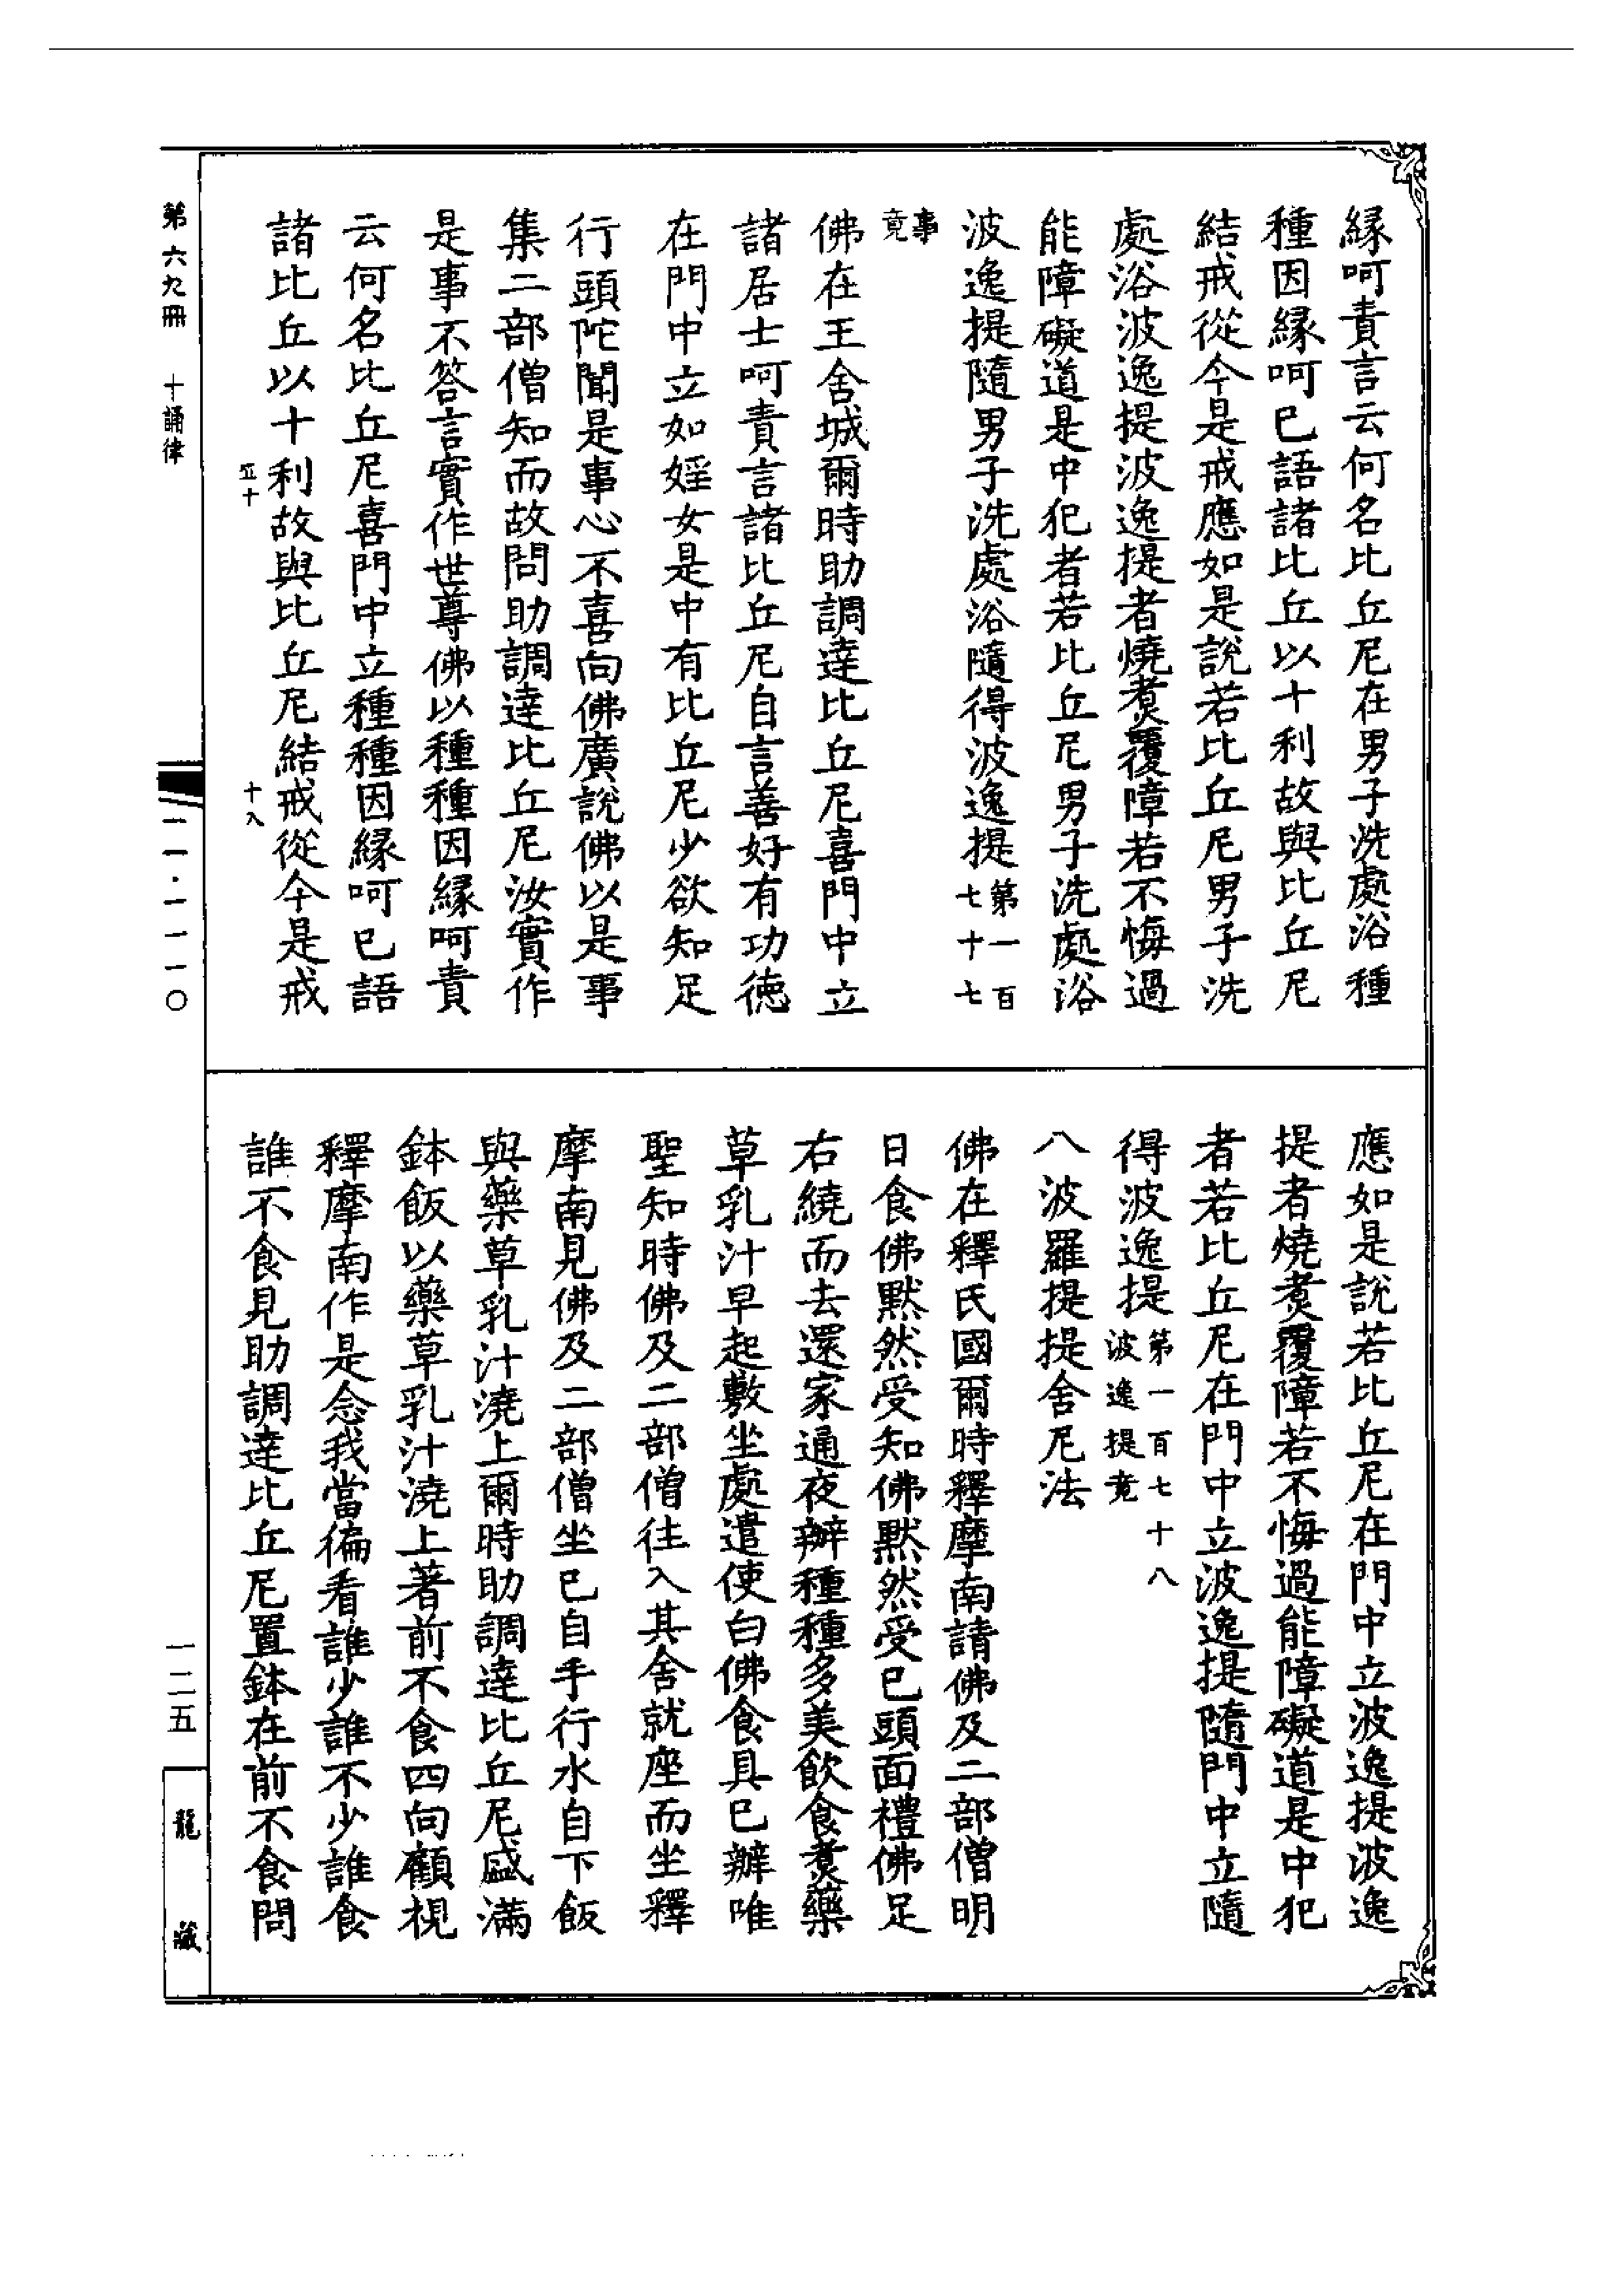 緣呵責言云何名比丘尼在男子洗處浴種
種因緣呵已語諸比丘以十利故與比丘尼
結戒從今是戒應如是說若比丘尼男子洗
處浴波逸提波逸提者燒煮覆障若不悔過
能障礙道是中犯者若比丘尼男子洗處浴
波逸提隨男子洗處浴隨得波逸提第一百七十七
事竟
佛在王舍城爾時助調達比丘尼喜門中立
諸居士呵責言諸比丘尼自言善好有功德
在門中立如婬女是中有比丘尼少欲知足
行頭陀聞是事心不喜向佛廣說佛以是事
集二部僧知而故問助調達比丘尼汝實作
是事不答言實作世尊佛以種種因緣呵責
云何名比丘尼喜門中立種種因緣呵已語
諸比丘以十利故與比丘尼結戒從今是戒
應如是說若比丘尼在門中立波逸提波逸
提者燒煮覆障若不悔過能障礙道是中犯
者若比丘尼在門中立波逸提隨門中立隨
得波逸提第一百七十八波逸提竟
八波羅提提舍尼法
佛在釋氏國爾時釋摩南請佛及二部僧明
日食佛默然受知佛默然受已頭面禮佛足
右繞而去還家通夜辦種種多美飲食煮藥
草乳汁早起敷坐處遣使白佛食具已辦唯
聖知時佛及二部僧往入其舍就座而坐釋
摩南見佛及二部僧坐已自手行水自下飯
與藥草乳汁澆上爾時助調達比丘尼盛滿
鉢飯以藥草乳汁澆上著前不食四向顧視
釋摩南作是念我當徧看誰少誰不少誰食
誰不食見助調達比丘尼置鉢在前不食問
第六九冊 十誦律
十八
一一·一一一〇
一二五
龍藏